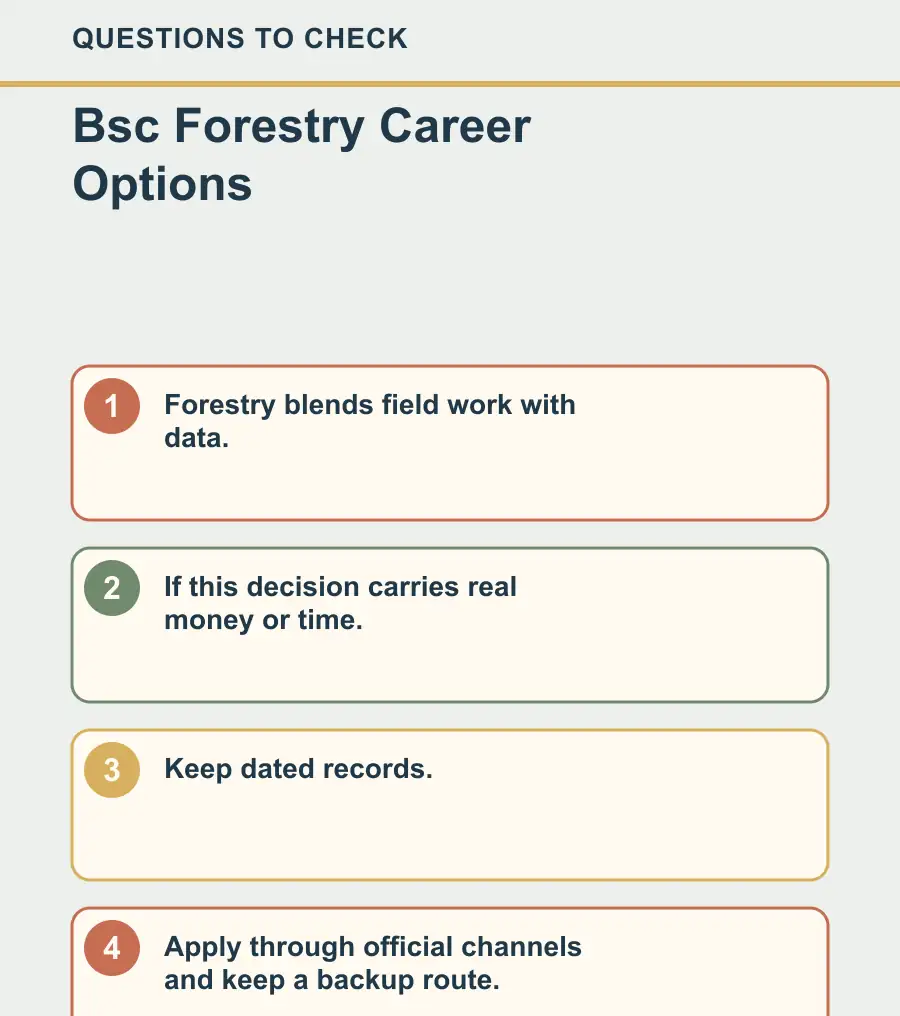 QUESTIONS TO CHECK
Bsc Forestry Career
Options
1
Forestry blends field work with
data.
2
If this decision carries real
money or time.
3
Keep dated records.
4
Apply through official channels
and keep a backup route.